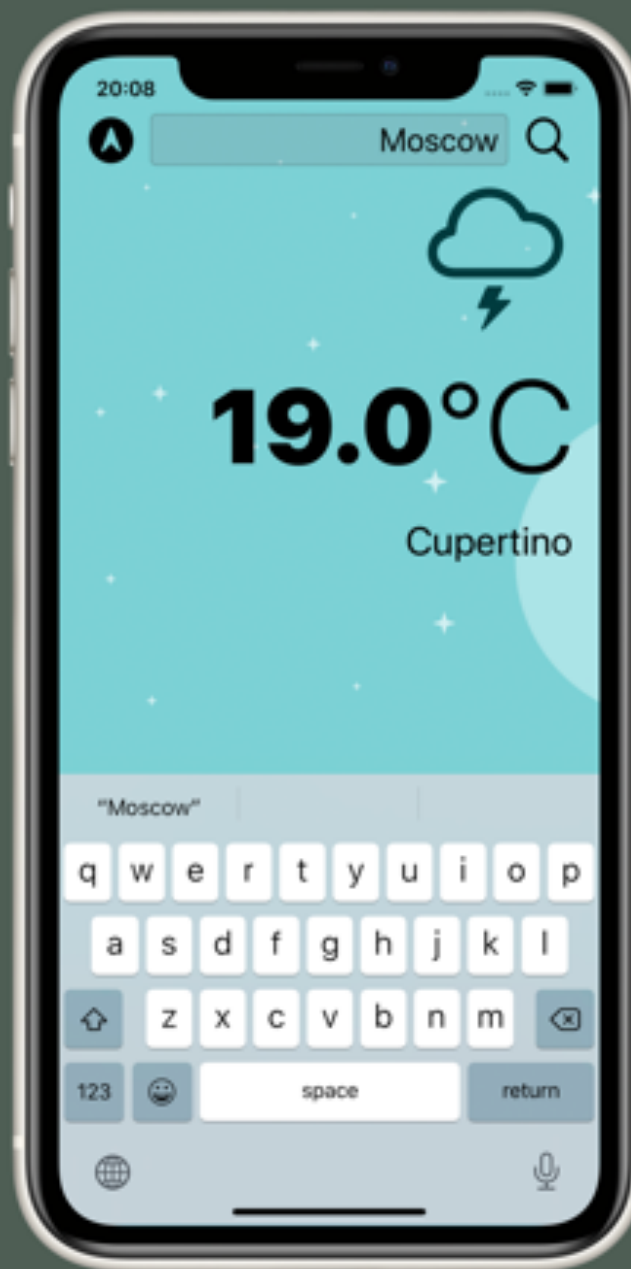 20:08
Moscow
19.0°C
Cupertino
“Moscow”
q w e r t y u i o p
a s d f g h j k l
z x c v b n m
123 space return